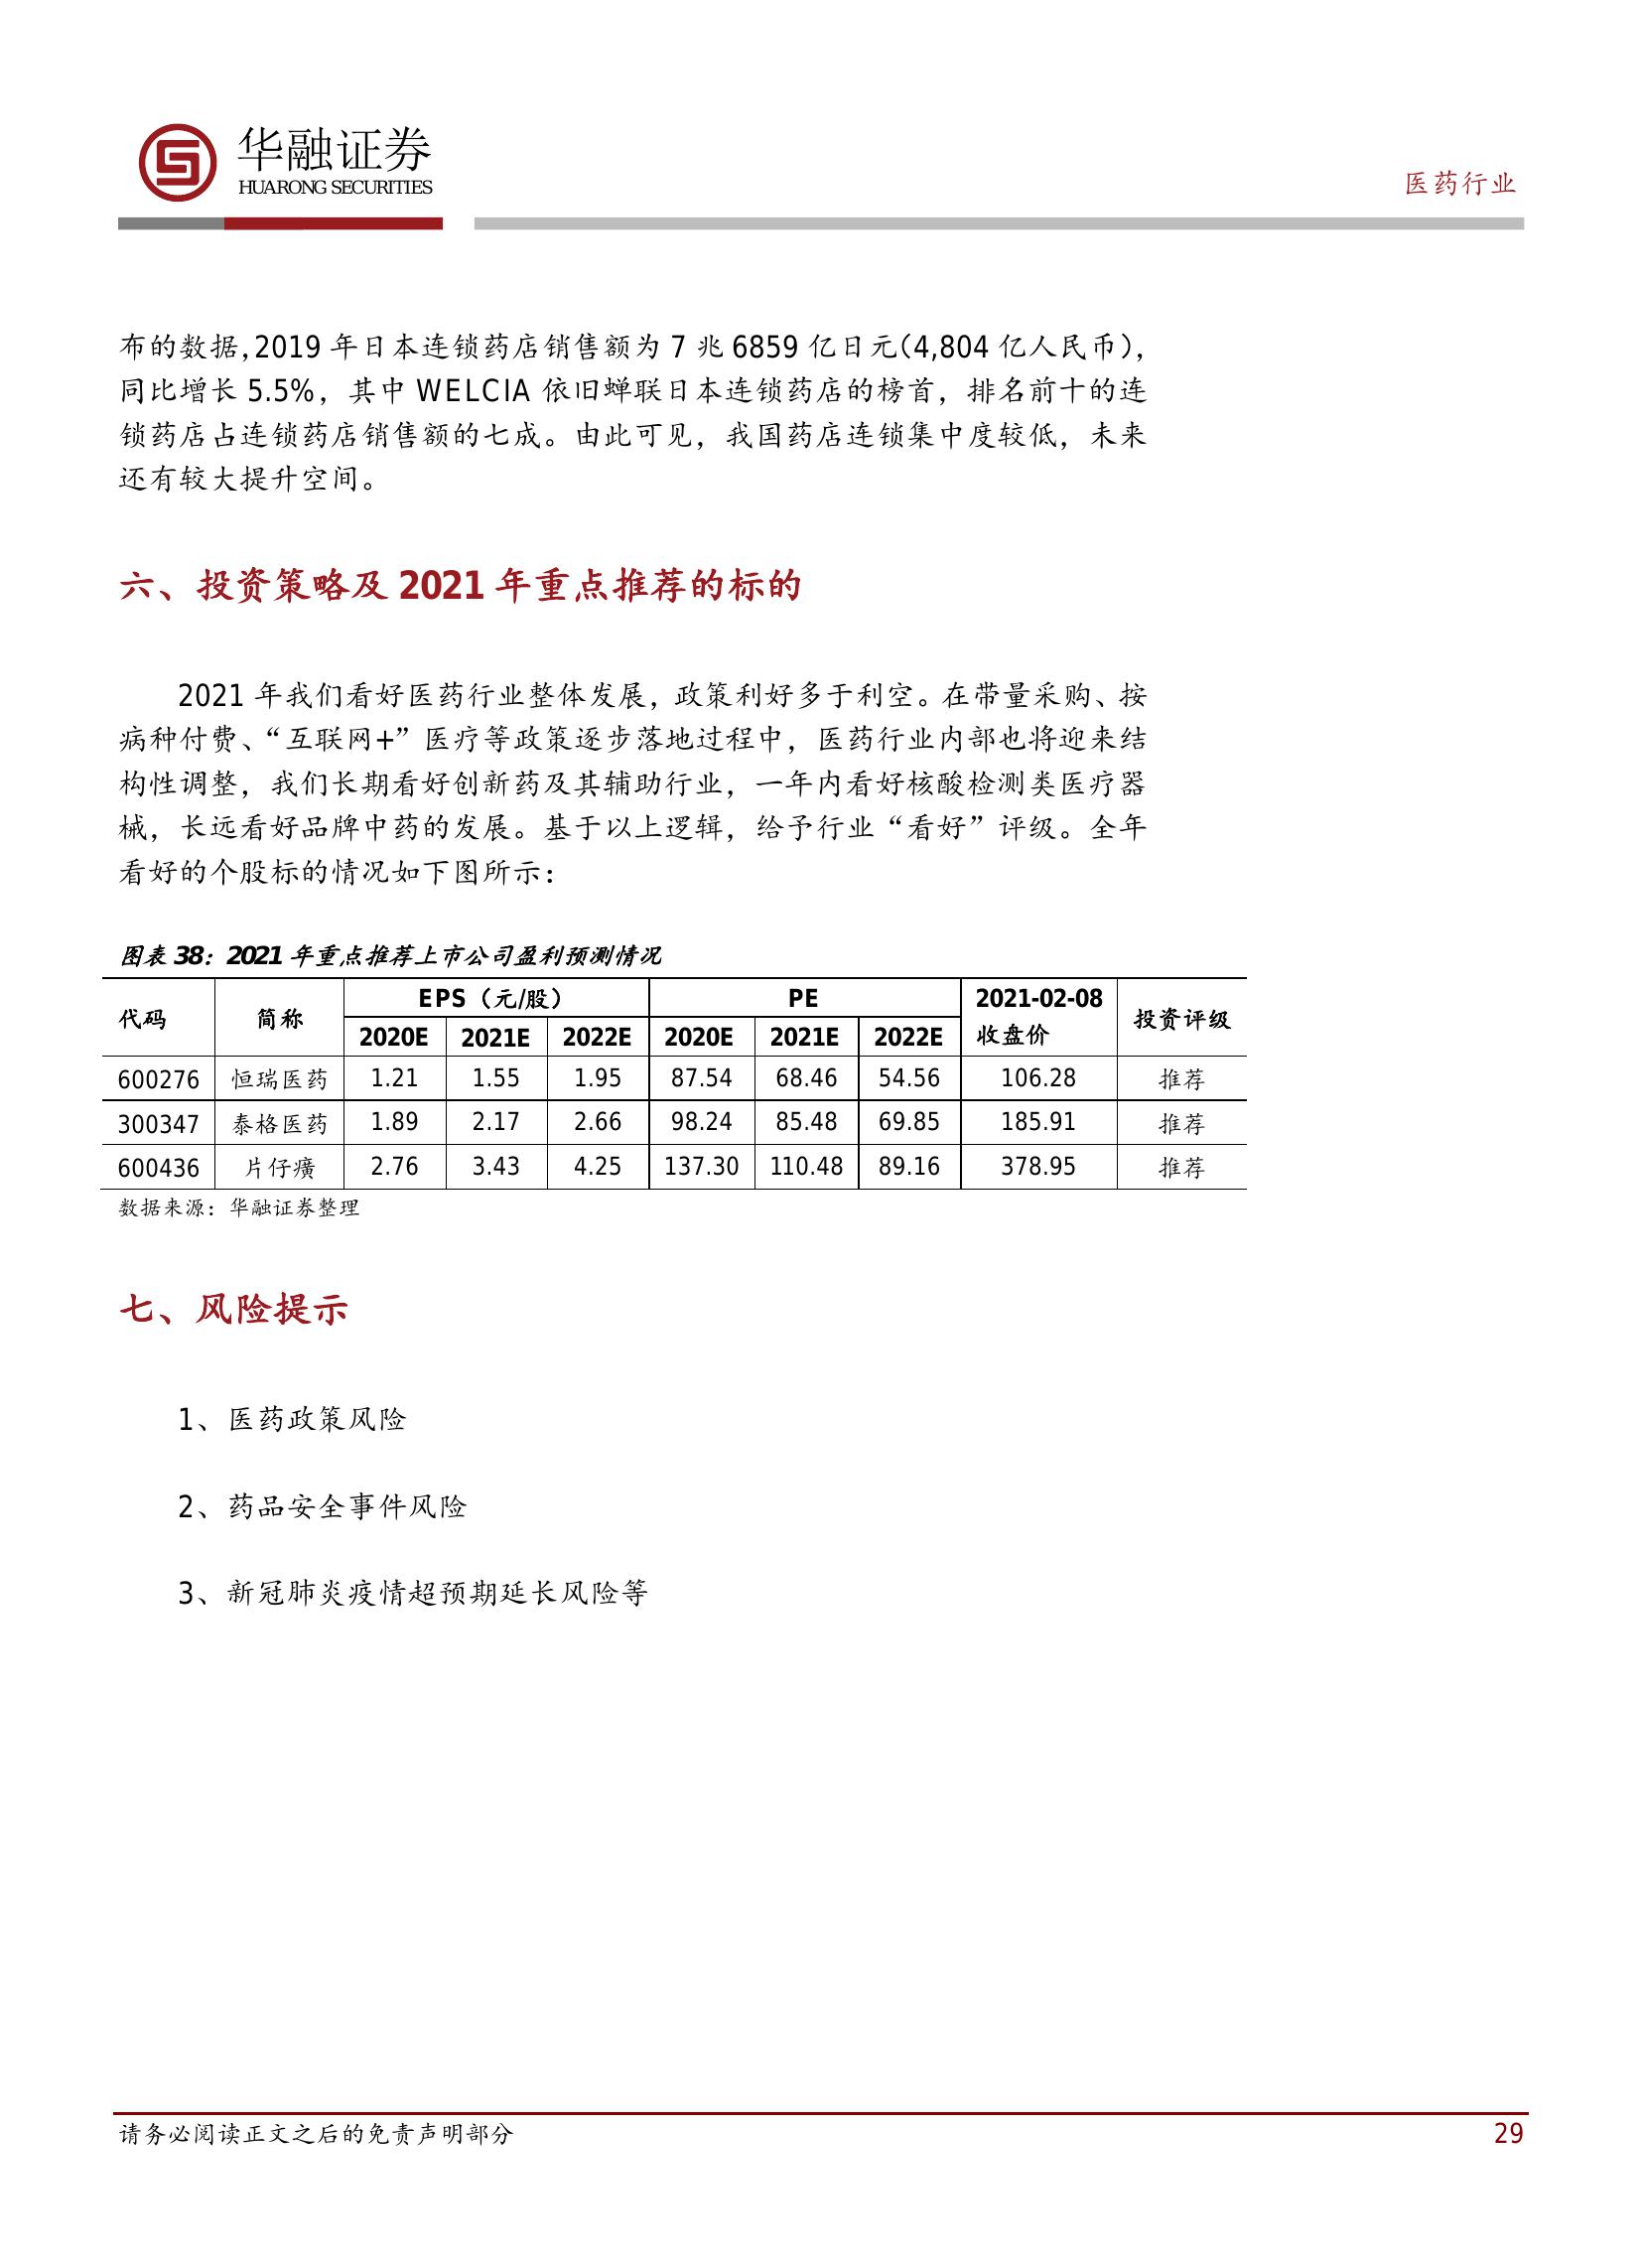 华融证券
HUARONG SECURITIES
医药行业
布的数据，2019 年日本连锁药店销售额为 7 兆 6859 亿日元（4,804 亿人民币），
同比增长 5.5%，其中 WELCIA 依旧蝉联日本连锁药店的榜首，排名前十的连
锁药店占连锁药店销售额的七成。由此可见，我国药店连锁集中度较低，未来
还有较大提升空间。
六、投资策略及 2021 年重点推荐的标的
2021 年我们看好医药行业整体发展，政策利好多于利空。在带量采购、按
病种付费、“互联网+”医疗等政策逐步落地过程中，医药行业内部也将迎来结
构性调整，我们长期看好创新药及其辅助行业，一年内看好核酸检测类医疗器
械，长远看好品牌中药的发展。基于以上逻辑，给予行业“看好”评级。全年
看好的个股标的情况如下图所示：
图表 38：2021 年重点推荐上市公司盈利预测情况
代码 简称 EPS（元/股） PE 2021-02-08 收盘价 投资评级
2020E 2021E 2022E 2020E 2021E 2022E
600276 恒瑞医药 1.21 1.55 1.95 87.54 68.46 54.56 106.28 推荐
300347 泰格医药 1.89 2.17 2.66 98.24 85.48 69.85 185.91 推荐
600436 片仔癀 2.76 3.43 4.25 137.30 110.48 89.16 378.95 推荐
数据来源：华融证券整理
七、风险提示
1、医药政策风险
2、药品安全事件风险
3、新冠肺炎疫情超预期延长风险等
请务必阅读正文之后的免责声明部分
29